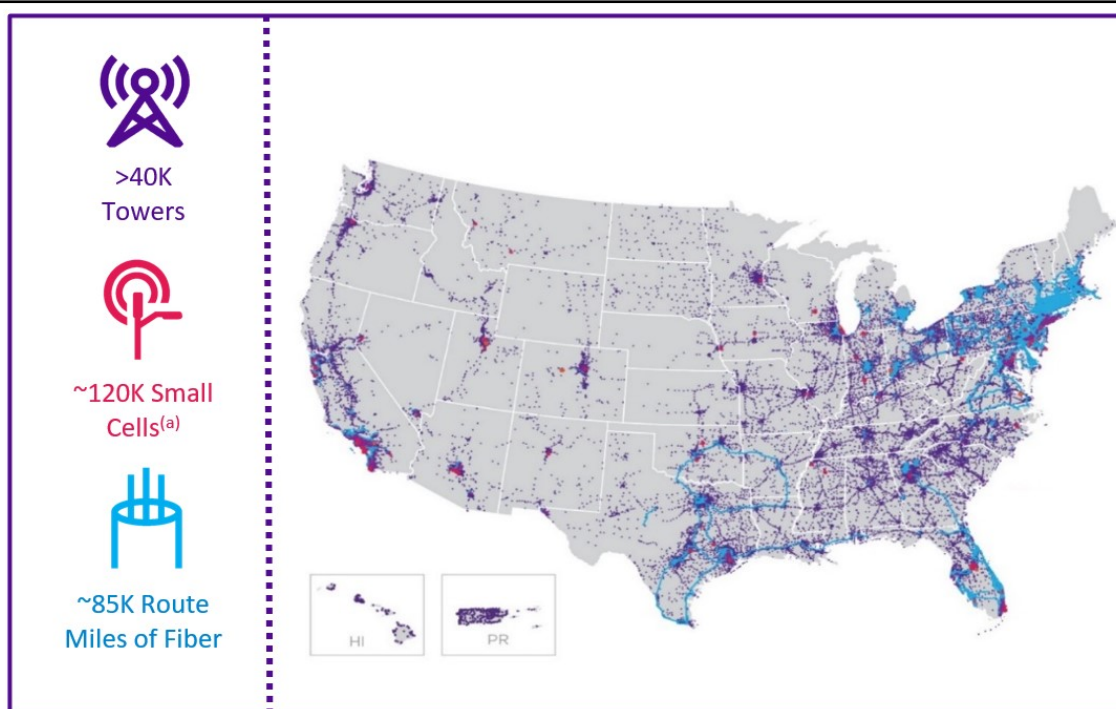 >40K
Towers
~120K Small
Cells(a)
~85K Route
Miles of Fiber
HI
PR